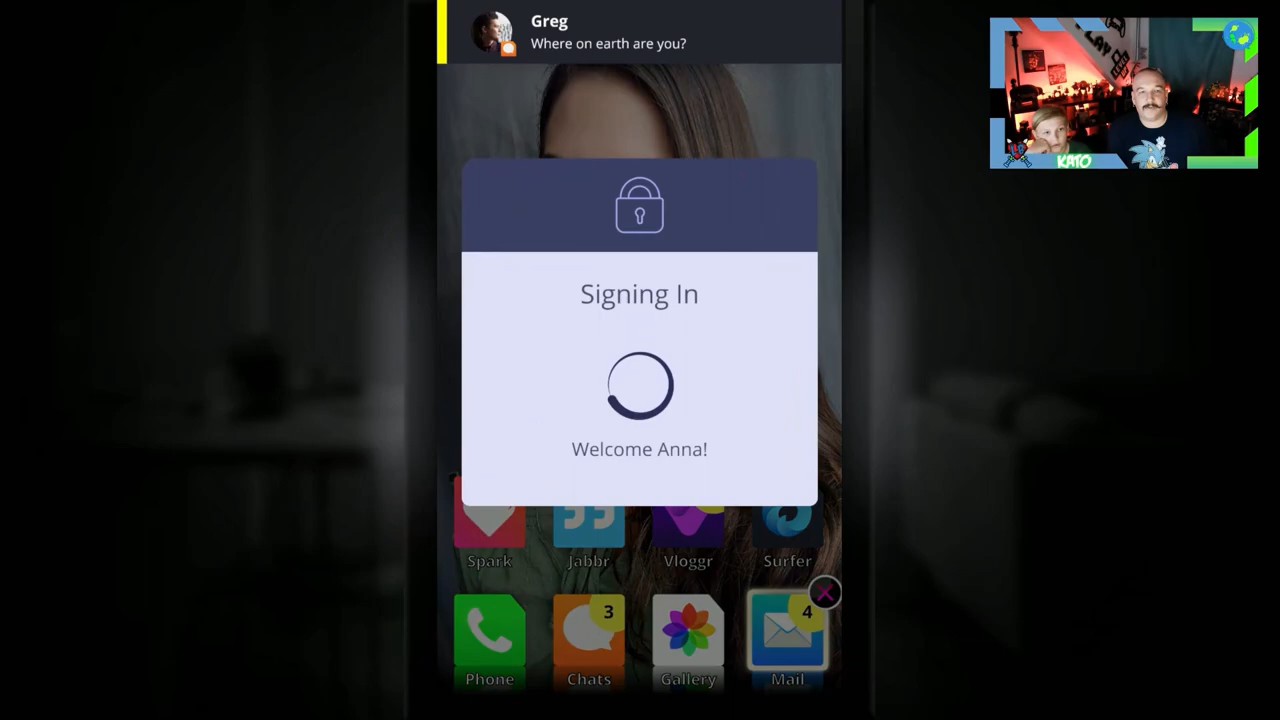 Greg
Where on earth are you?
PLAY
KATO
Signing In
Welcome Anna!
Spark
Jabbr
Vloggr
Surfer
3
4
Phone
Chats
Gallery
Mail